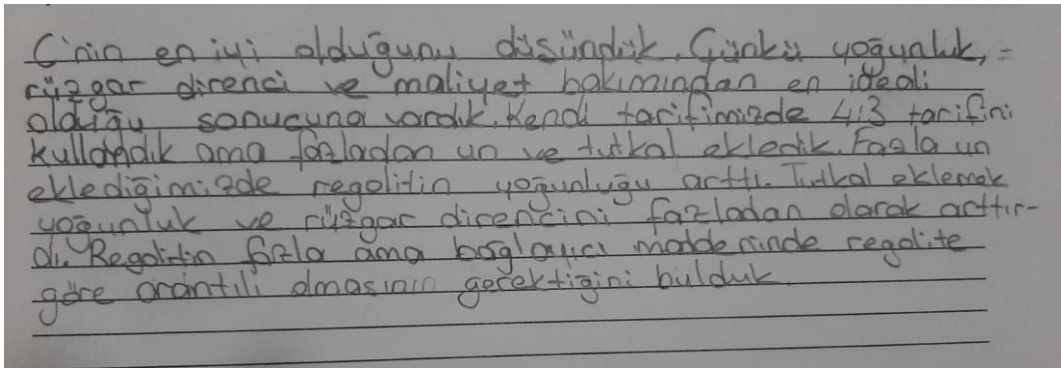 C'nin en iyi olduğunu düşündük. Çünkü yoğunluk,
rüzgar direnci ve maliyet bakımından en ideali
olduğu sonucuna vardık. Kendi tarifimizde 4:3 tarifini
kullandık ama fazladan un ve tutkal ekledik. Fazla un
eklediğimizde regolitin yoğunluğu arttı. Tutkal eklemek
yoğunluk ve rüzgar direncini fazladan olarak arttır-
dı. Regolitin fazla ama bağlayıcı maddeninde regolite
göre orantılı olmasının gerektiğini bulduk.